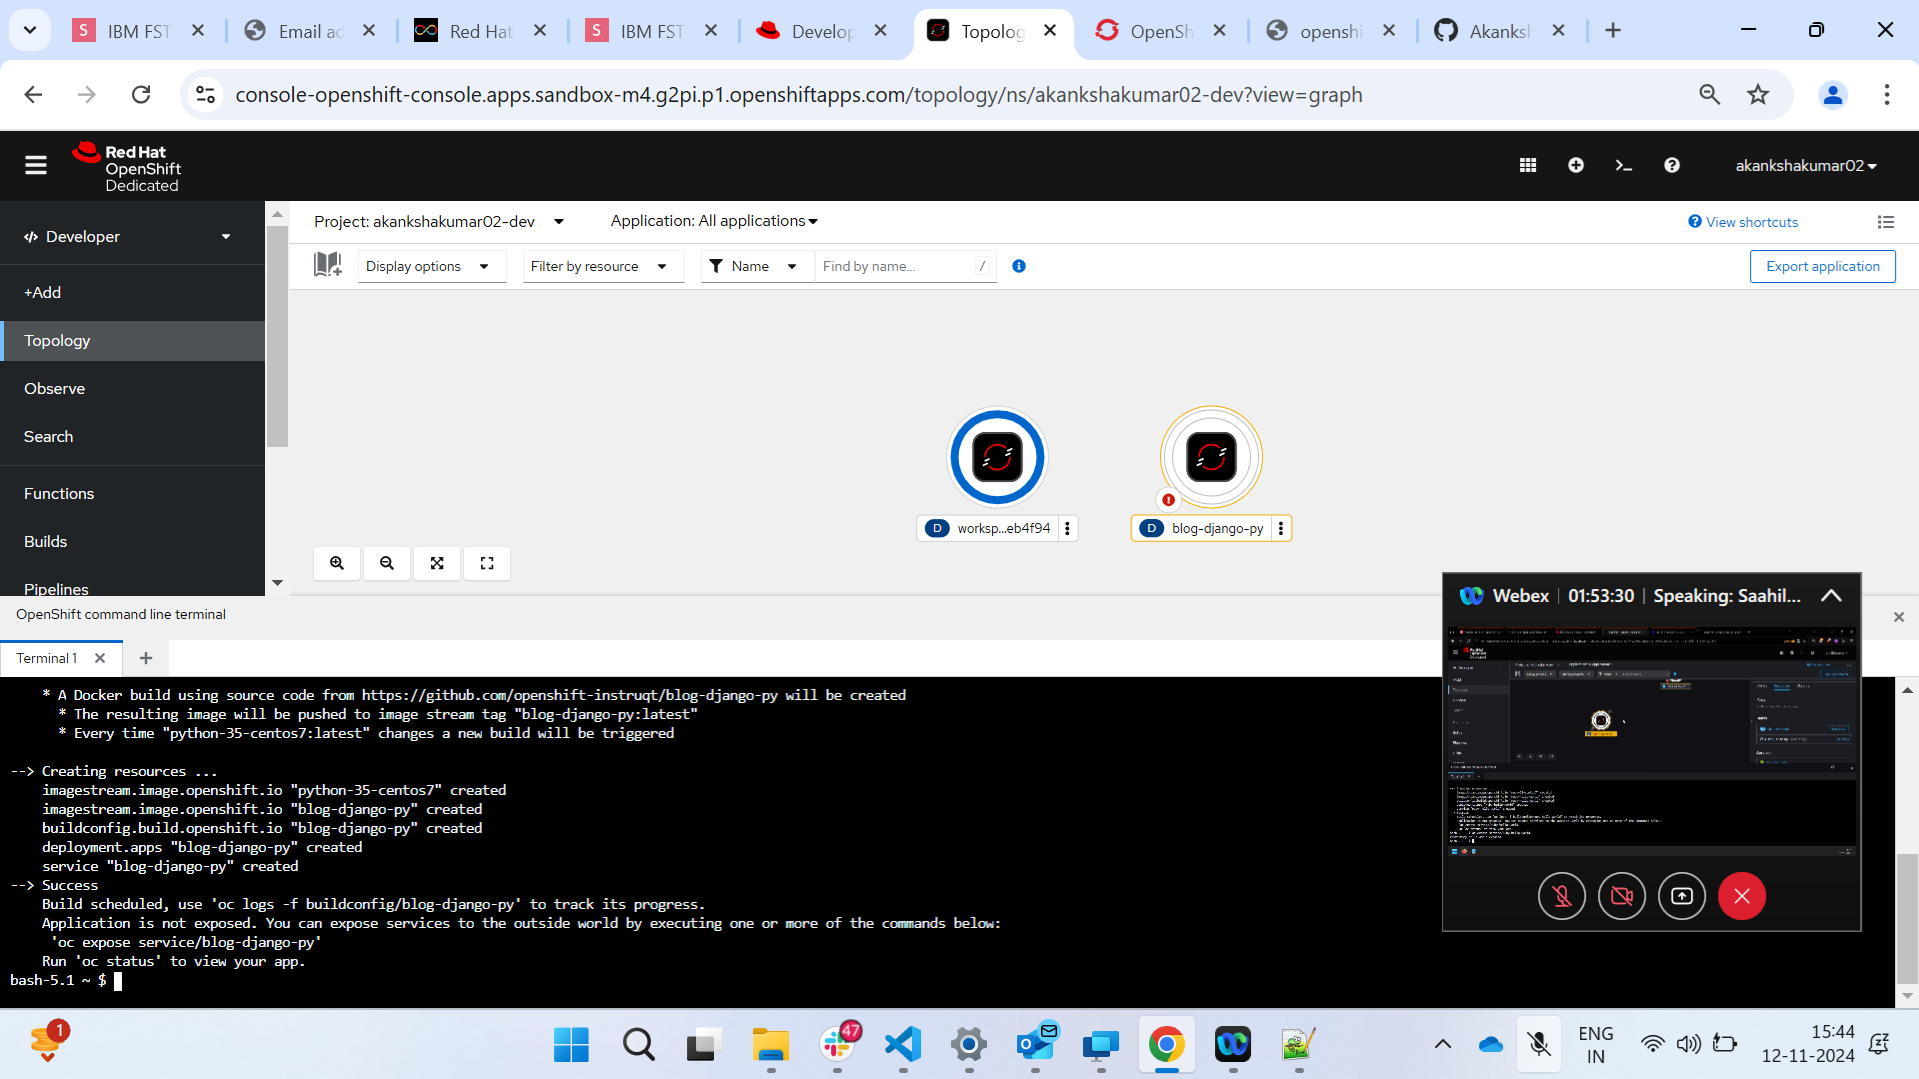 IBM FST
Email ad
Red Hat
IBM FST
Develop
Topolog
OpenSh
openshi
Akanksh
console-openshift-console.apps.sandbox-m4.g2pi.p1.openshiftapps.com/topology/ns/akankshakumar02-dev?view=graph
Red Hat
OpenShift
Dedicated
akankshakumar02
Developer
+Add
Topology
Observe
Search
Functions
Builds
Pipelines
Project: akankshakumar02-dev
Application: All applications
View shortcuts
Display options
Filter by resource
Name
Find by name...
/
Export application
D worksp...eb4f94
D blog-django-py
OpenShift command line terminal
Terminal 1
* A Docker build using source code from https://github.com/openshift-instruqt/blog-django-py will be created
* The resulting image will be pushed to image stream tag "blog-django-py:latest"
* Every time "python-35-centos7:latest" changes a new build will be triggered
--> Creating resources ...
imagestream.image.openshift.io "python-35-centos7" created
imagestream.image.openshift.io "blog-django-py" created
buildconfig.build.openshift.io "blog-django-py" created
deployment.apps "blog-django-py" created
service "blog-django-py" created
--> Success
Build scheduled, use 'oc logs -f buildconfig/blog-django-py' to track its progress.
Application is not exposed. You can expose services to the outside world by executing one or more of the commands below:
'oc expose service/blog-django-py'
Run 'oc status' to view your app.
bash-5.1 ~ $
Webex | 01:53:30 | Speaking: Saahil...
1
47
ENG
IN
15:44
12-11-2024